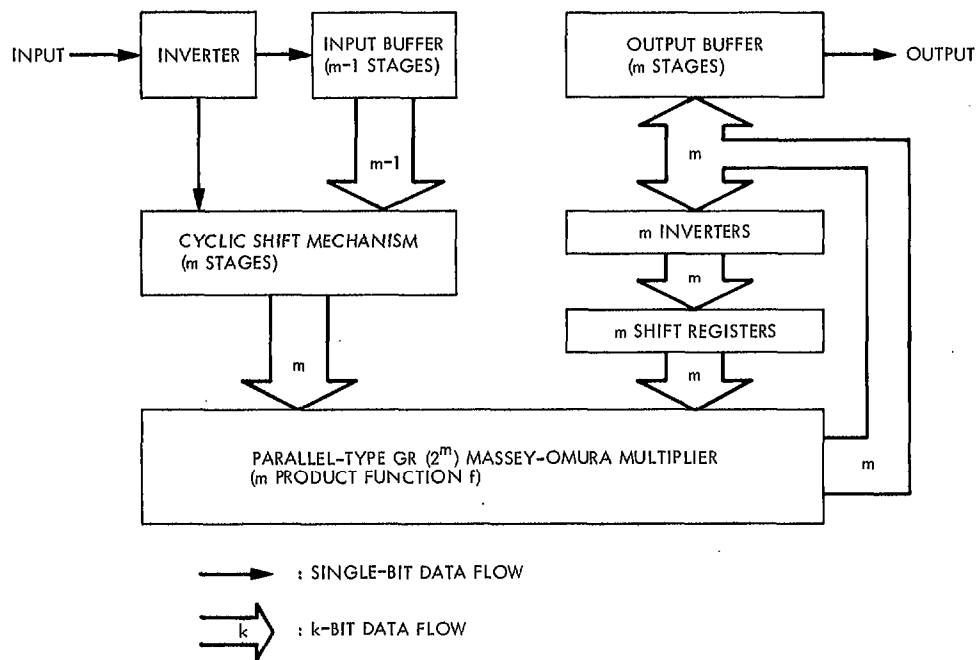 INPUT
INVERTER
INPUT BUFFER
(m-1 STAGES)
OUTPUT BUFFER
(m STAGES)
OUTPUT
m-1
m
CYCLIC SHIFT MECHANISM
(m STAGES)
m INVERTERS
m
m SHIFT REGISTERS
m
m
PARALLEL-TYPE GR (2^m) MASSEY-OMURA MULTIPLIER
(m PRODUCT FUNCTION f)
m
: SINGLE-BIT DATA FLOW
k
: k-BIT DATA FLOW